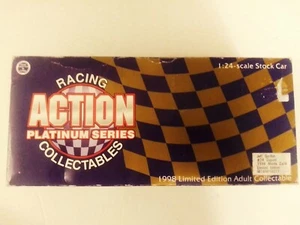 1:24-scale Stock Car
RACING
ACTION
PLATINUM SERIES
COLLECTABLES
1998 Limited Edition Adult Collectable